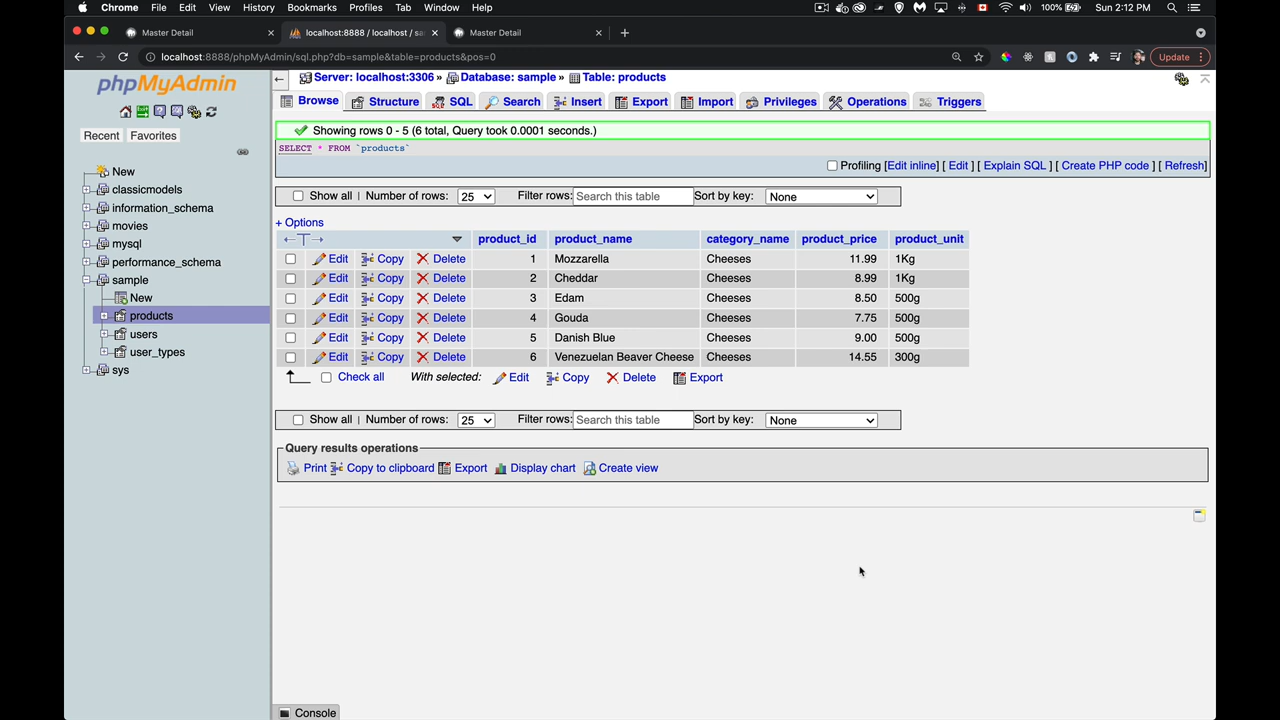 Chrome File Edit View History Bookmarks Profiles Tab Window Help 100% Sun 2:12 PM
Master Detail localhost:8888 / localhost / sa Master Detail
localhost:8888/phpMyAdmin/sql.php?db=sample&table=products&pos=0 Update
phpMyAdmin
Recent Favorites
New
classmodels
information_schema
movies
mysql
performance_schema
sample
New
products
users
user_types
sys
Server: localhost:3306 » Database: sample » Table: products
Browse Structure SQL Search Insert Export Import Privileges Operations Triggers
Showing rows 0 - 5 (6 total, Query took 0.0001 seconds.)
SELECT * FROM `products`
Profiling [Edit inline] [ Edit ] [ Explain SQL ] [ Create PHP code ] [ Refresh]
Show all | Number of rows: 25 Filter rows: Search this table Sort by key: None
+ Options
←T→ product_id product_name category_name product_price product_unit
Edit Copy Delete 1 Mozzarella Cheeses 11.99 1Kg
Edit Copy Delete 2 Cheddar Cheeses 8.99 1Kg
Edit Copy Delete 3 Edam Cheeses 8.50 500g
Edit Copy Delete 4 Gouda Cheeses 7.75 500g
Edit Copy Delete 5 Danish Blue Cheeses 9.00 500g
Edit Copy Delete 6 Venezuelan Beaver Cheese Cheeses 14.55 300g
Check all With selected: Edit Copy Delete Export
Show all | Number of rows: 25 Filter rows: Search this table Sort by key: None
Query results operations
Print Copy to clipboard Export Display chart Create view
Console